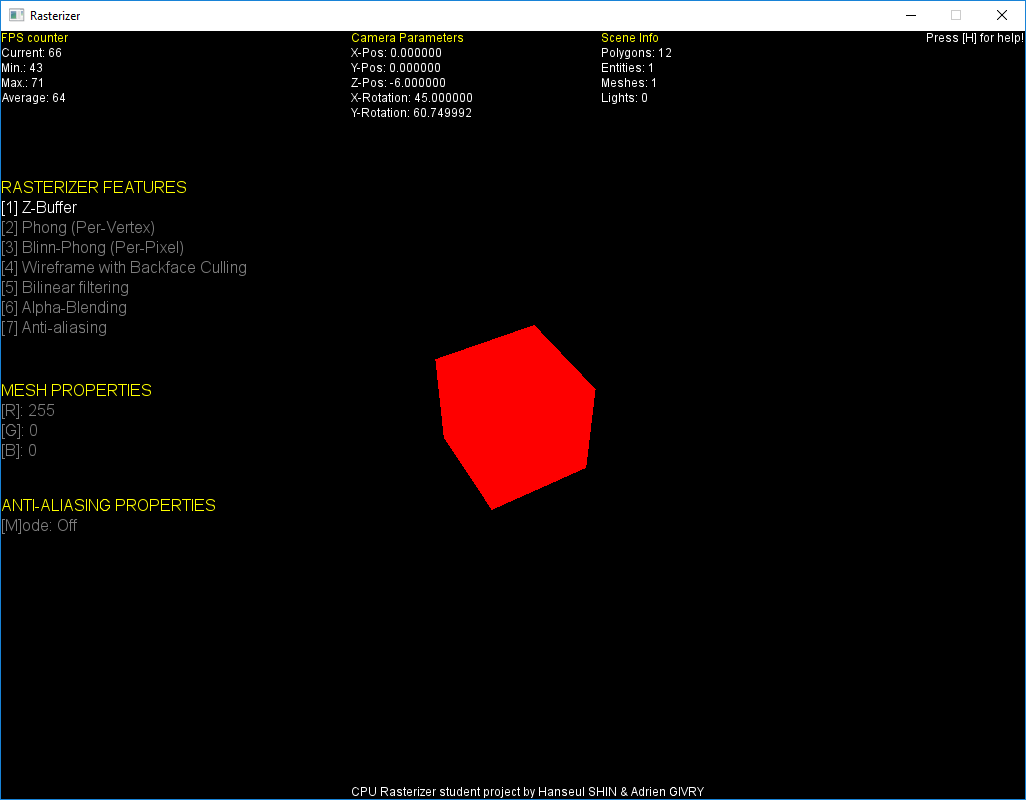 Rasterizer
FPS counter
Current: 66
Min.: 43
Max.: 71
Average: 64
Camera Parameters
X-Pos: 0.000000
Y-Pos: 0.000000
Z-Pos: -6.000000
X-Rotation: 45.000000
Y-Rotation: 60.749992
Scene Info
Polygons: 12
Entities: 1
Meshes: 1
Lights: 0
Press [H] for help!
RASTERIZER FEATURES
[1] Z-Buffer
[2] Phong (Per-Vertex)
[3] Blinn-Phong (Per-Pixel)
[4] Wireframe with Backface Culling
[5] Bilinear filtering
[6] Alpha-Blending
[7] Anti-aliasing
MESH PROPERTIES
[R]: 255
[G]: 0
[B]: 0
ANTI-ALIASING PROPERTIES
[M]ode: Off
CPU Rasterizer student project by Hanseul SHIN & Adrien GIVRY